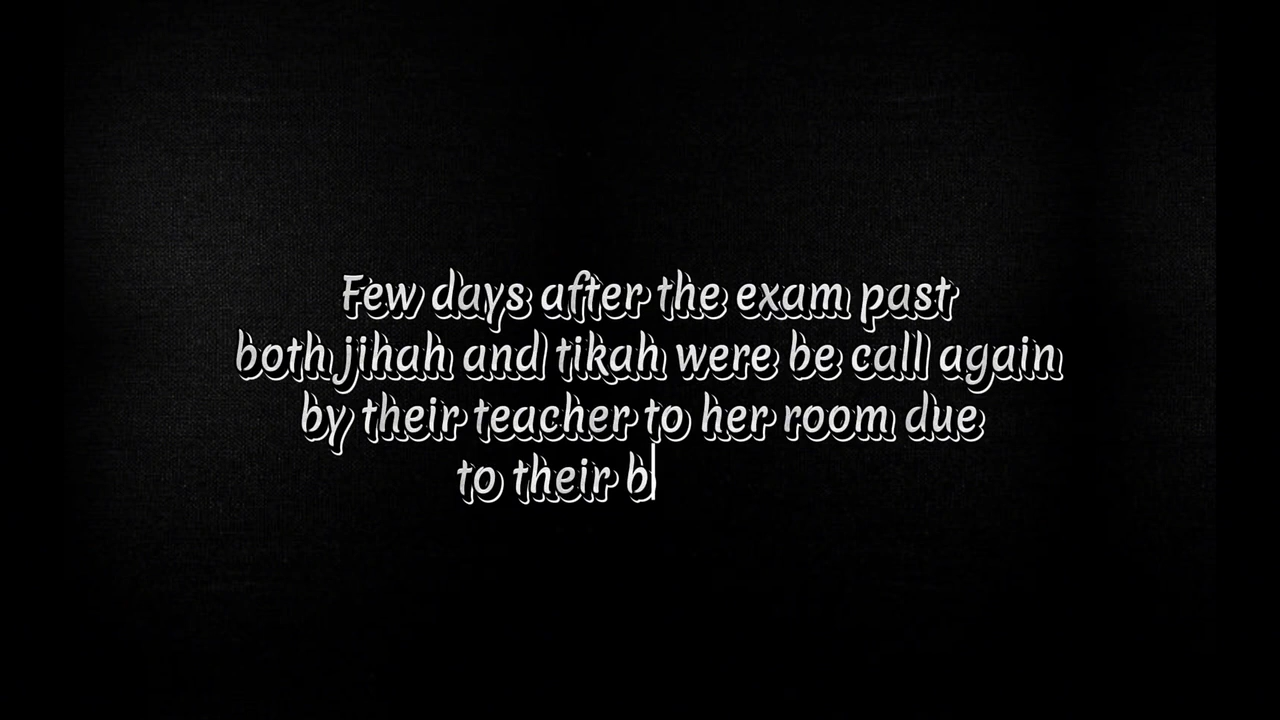 Few days after the exam past
both jihah and tikah were be call again
by their teacher to her room due
to their b